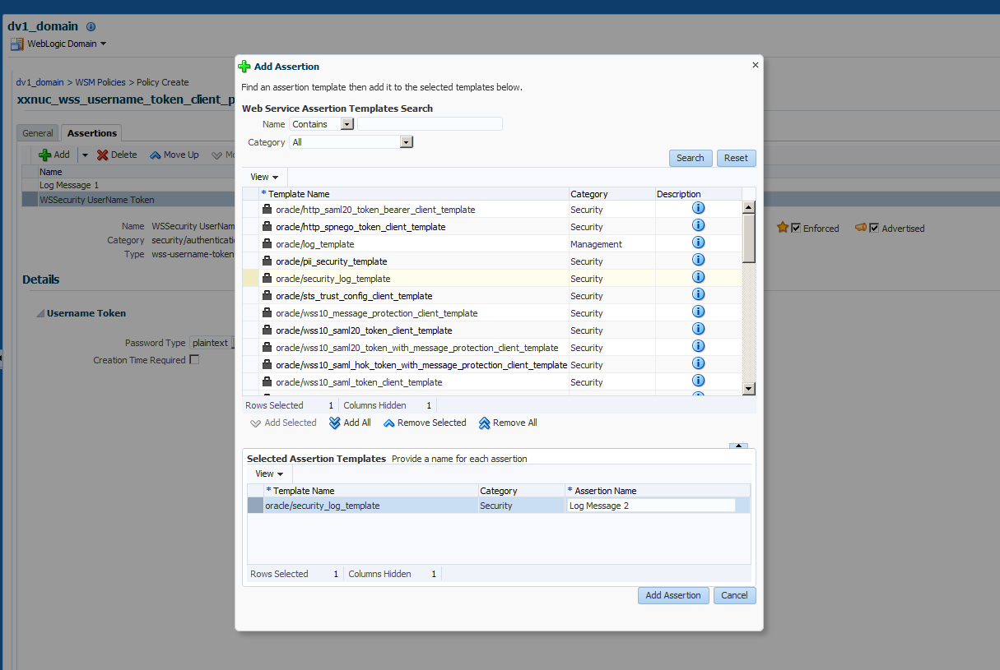 dv1_domain
WebLogic Domain
dv1_domain > WSM Policies > Policy Create
xxnuc_wss_username_token_client_p
General Assertions
Add Delete Move Up
Name
Log Message 1
WSSecurity UserName Token
Name WSSecurity UserNam
Category security/authenticati
Type wss-username-token
Enforced Advertised
Details
Username Token
Password Type plaintext
Creation Time Required
Add Assertion
Find an assertion template then add it to the selected templates below.
Web Service Assertion Templates Search
Name Contains
Category All
Search Reset
View
* Template Name Category Description
oracle/http_saml20_token_bearer_client_template Security
oracle/http_spnego_token_client_template Security
oracle/log_template Management
oracle/pii_security_template Security
oracle/security_log_template Security
oracle/sts_trust_config_client_template Security
oracle/wss10_message_protection_client_template Security
oracle/wss10_saml20_token_client_template Security
oracle/wss10_saml20_token_with_message_protection_client_template Security
oracle/wss10_saml_hok_token_with_message_protection_client_template Security
oracle/wss10_saml_token_client_template Security
Rows Selected 1 Columns Hidden 1
Add Selected Add All Remove Selected Remove All
Selected Assertion Templates Provide a name for each assertion
View
* Template Name Category * Assertion Name
oracle/security_log_template Security Log Message 2
Rows Selected 1 Columns Hidden 1
Add Assertion Cancel